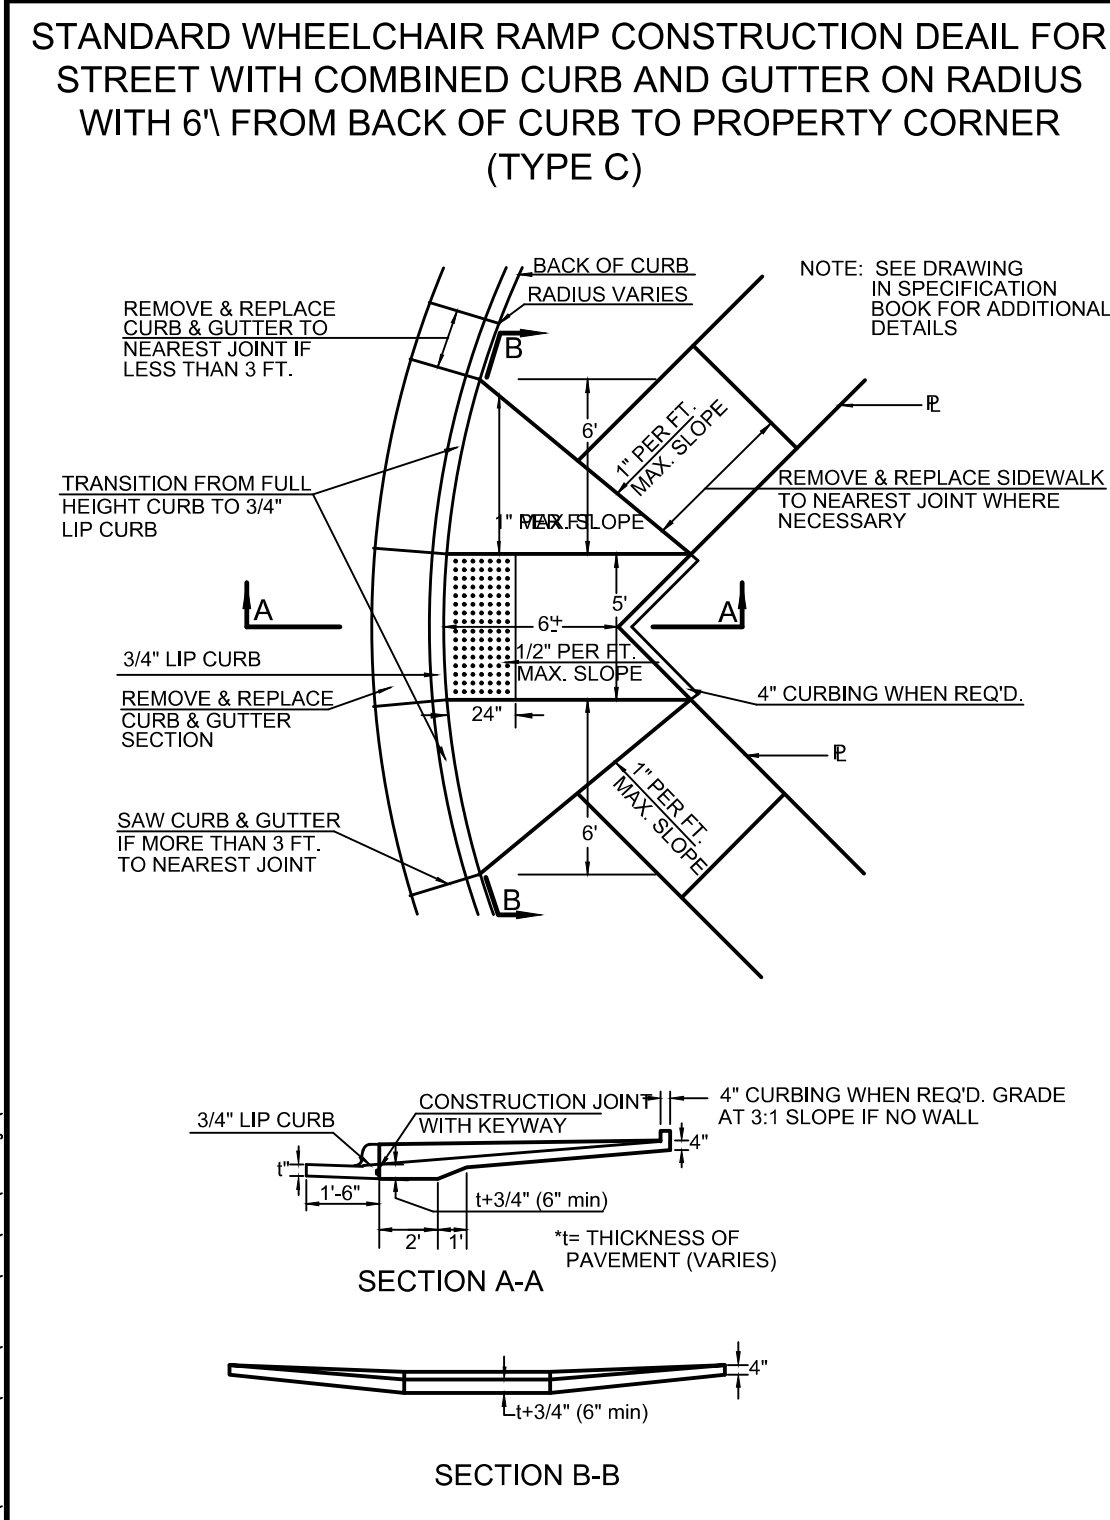 STANDARD WHEELCHAIR RAMP CONSTRUCTION DEAIL FOR
STREET WITH COMBINED CURB AND GUTTER ON RADIUS
WITH 6'\ FROM BACK OF CURB TO PROPERTY CORNER
(TYPE C)
BACK OF CURB
RADIUS VARIES
NOTE: SEE DRAWING
IN SPECIFICATION
BOOK FOR ADDITIONAL
DETAILS
REMOVE & REPLACE
CURB & GUTTER TO
NEAREST JOINT IF
LESS THAN 3 FT.
B
6'
1" PER FT.
MAX. SLOPE
PL
TRANSITION FROM FULL
HEIGHT CURB TO 3/4"
LIP CURB
REMOVE & REPLACE SIDEWALK
TO NEAREST JOINT WHERE
NECESSARY
1" PER FT.
MAX. SLOPE
A
5'
A
6'±
3/4" LIP CURB
1/2" PER FT.
MAX. SLOPE
REMOVE & REPLACE
CURB & GUTTER
SECTION
24"
4" CURBING WHEN REQ'D.
PL
1" PER FT.
MAX. SLOPE
SAW CURB & GUTTER
IF MORE THAN 3 FT.
TO NEAREST JOINT
6'
B
3/4" LIP CURB
CONSTRUCTION JOINT
WITH KEYWAY
4" CURBING WHEN REQ'D. GRADE
AT 3:1 SLOPE IF NO WALL
4"
t"
1'-6"
t+3/4" (6" min)
2'
1'
*t= THICKNESS OF
PAVEMENT (VARIES)
SECTION A-A
4"
t+3/4" (6" min)
SECTION B-B